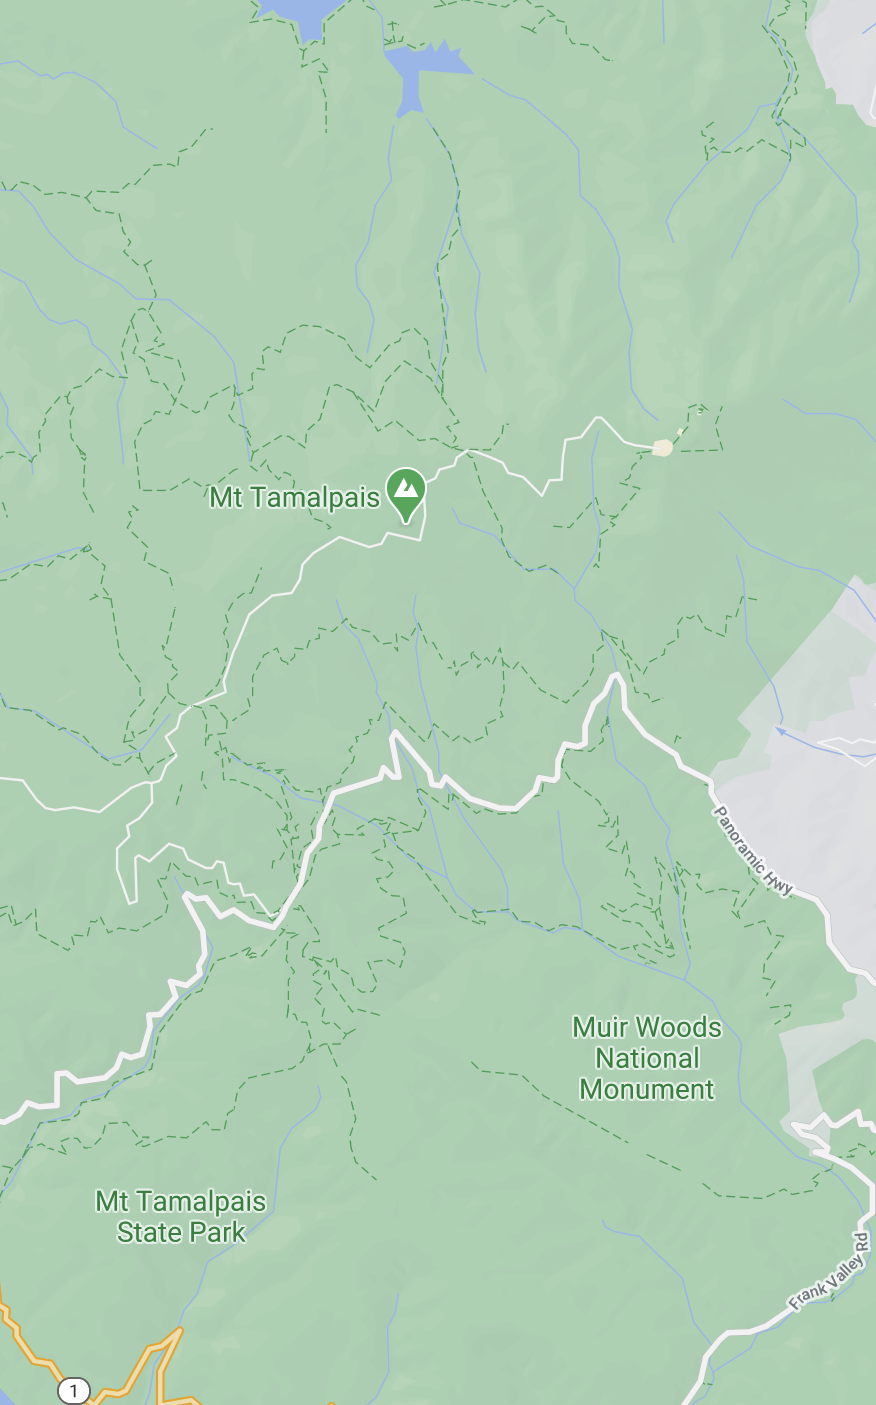 Mt Tamalpais
Panoramic Hwy
Muir Woods
National
Monument
Mt Tamalpais
State Park
Frank Valley Rd
1